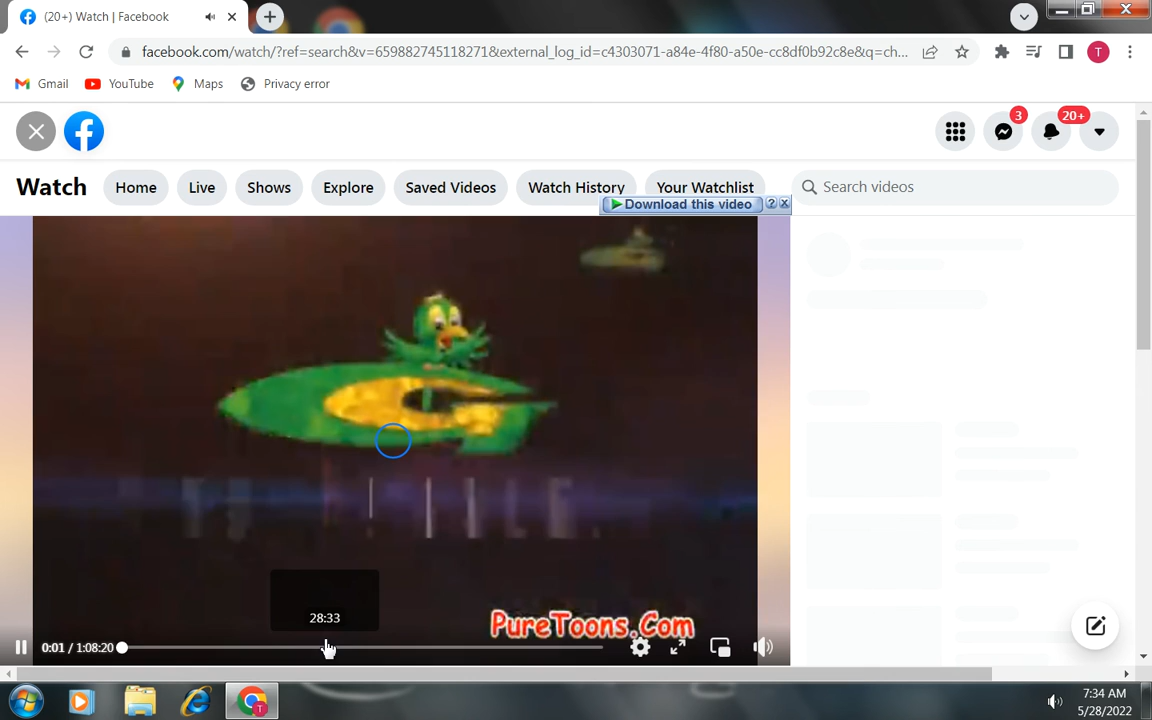 (20+) Watch | Facebook
facebook.com/watch/?ref=search&v=659882745118271&external_log_id=c4303071-a84e-4f80-a50e-cc8df0b92c8e&q=ch...
T
Gmail YouTube Maps Privacy error
3 20+
Watch Home Live Shows Explore Saved Videos Watch History Your Watchlist Search videos
Download this video ?
28:33
PureToons.Com
0:01 / 1:08:20
T
7:34 AM
5/28/2022